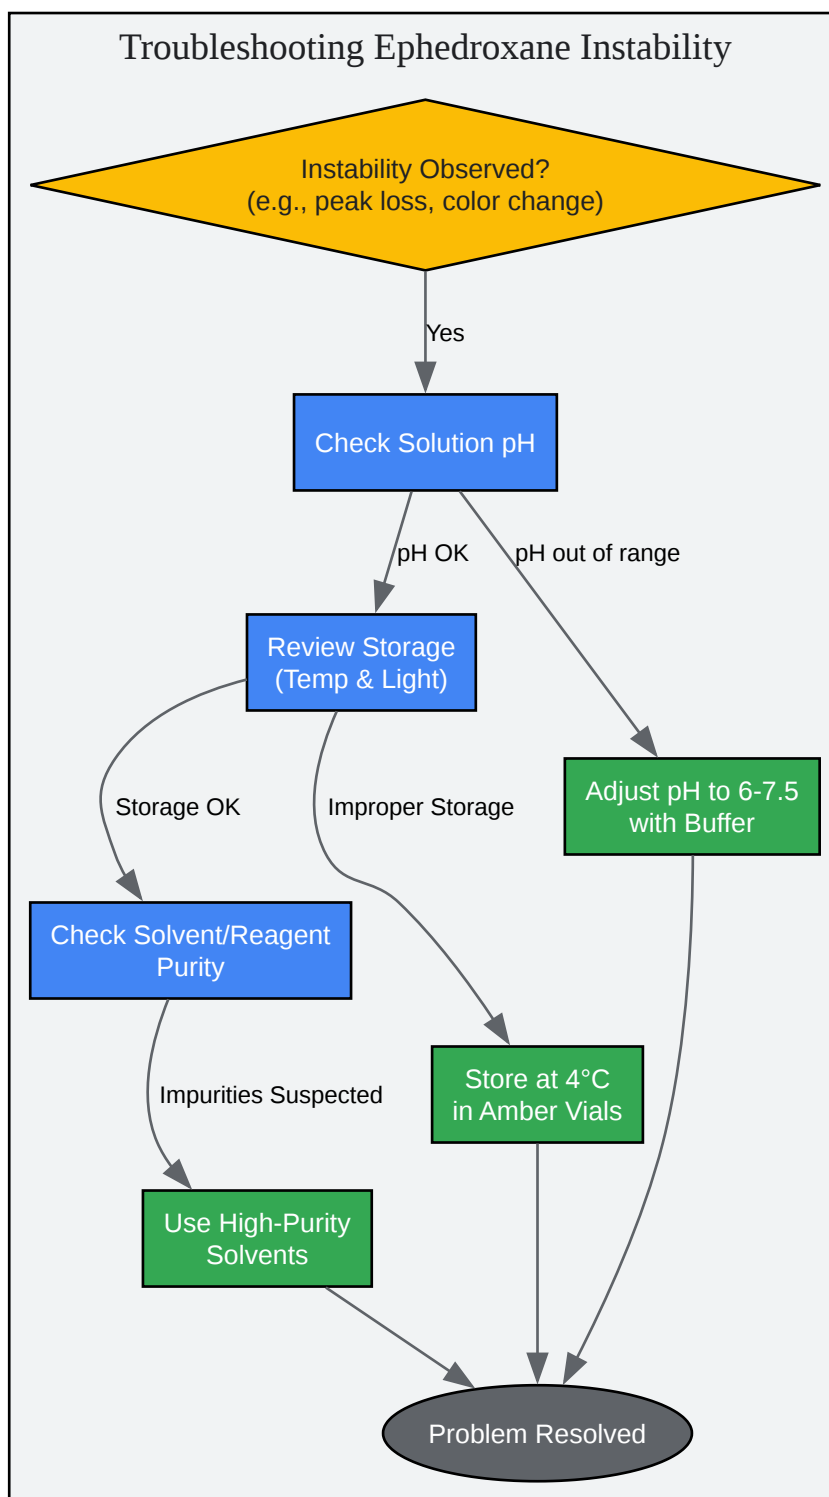 Troubleshooting Ephedroxane Instability
Instability Observed?
(e.g., peak loss, color change)
Yes
Check Solution pH
pH OK
pH out of range
Review Storage
(Temp & Light)
Adjust pH to 6-7.5
with Buffer
Storage OK
Improper Storage
Check Solvent/Reagent
Purity
Store at 4°C
in Amber Vials
Impurities Suspected
Use High-Purity
Solvents
Problem Resolved